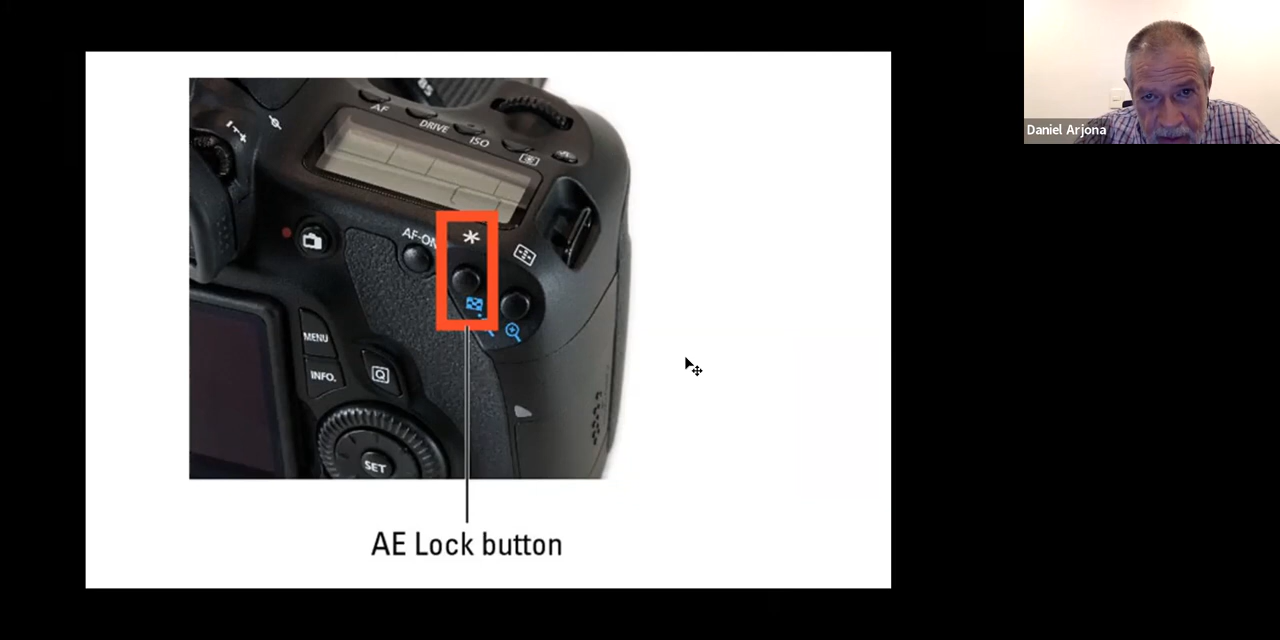 AF
DRIVE
ISO
AF-ON
MENU
INFO.
Q
SET
AE Lock button
Daniel Arjona